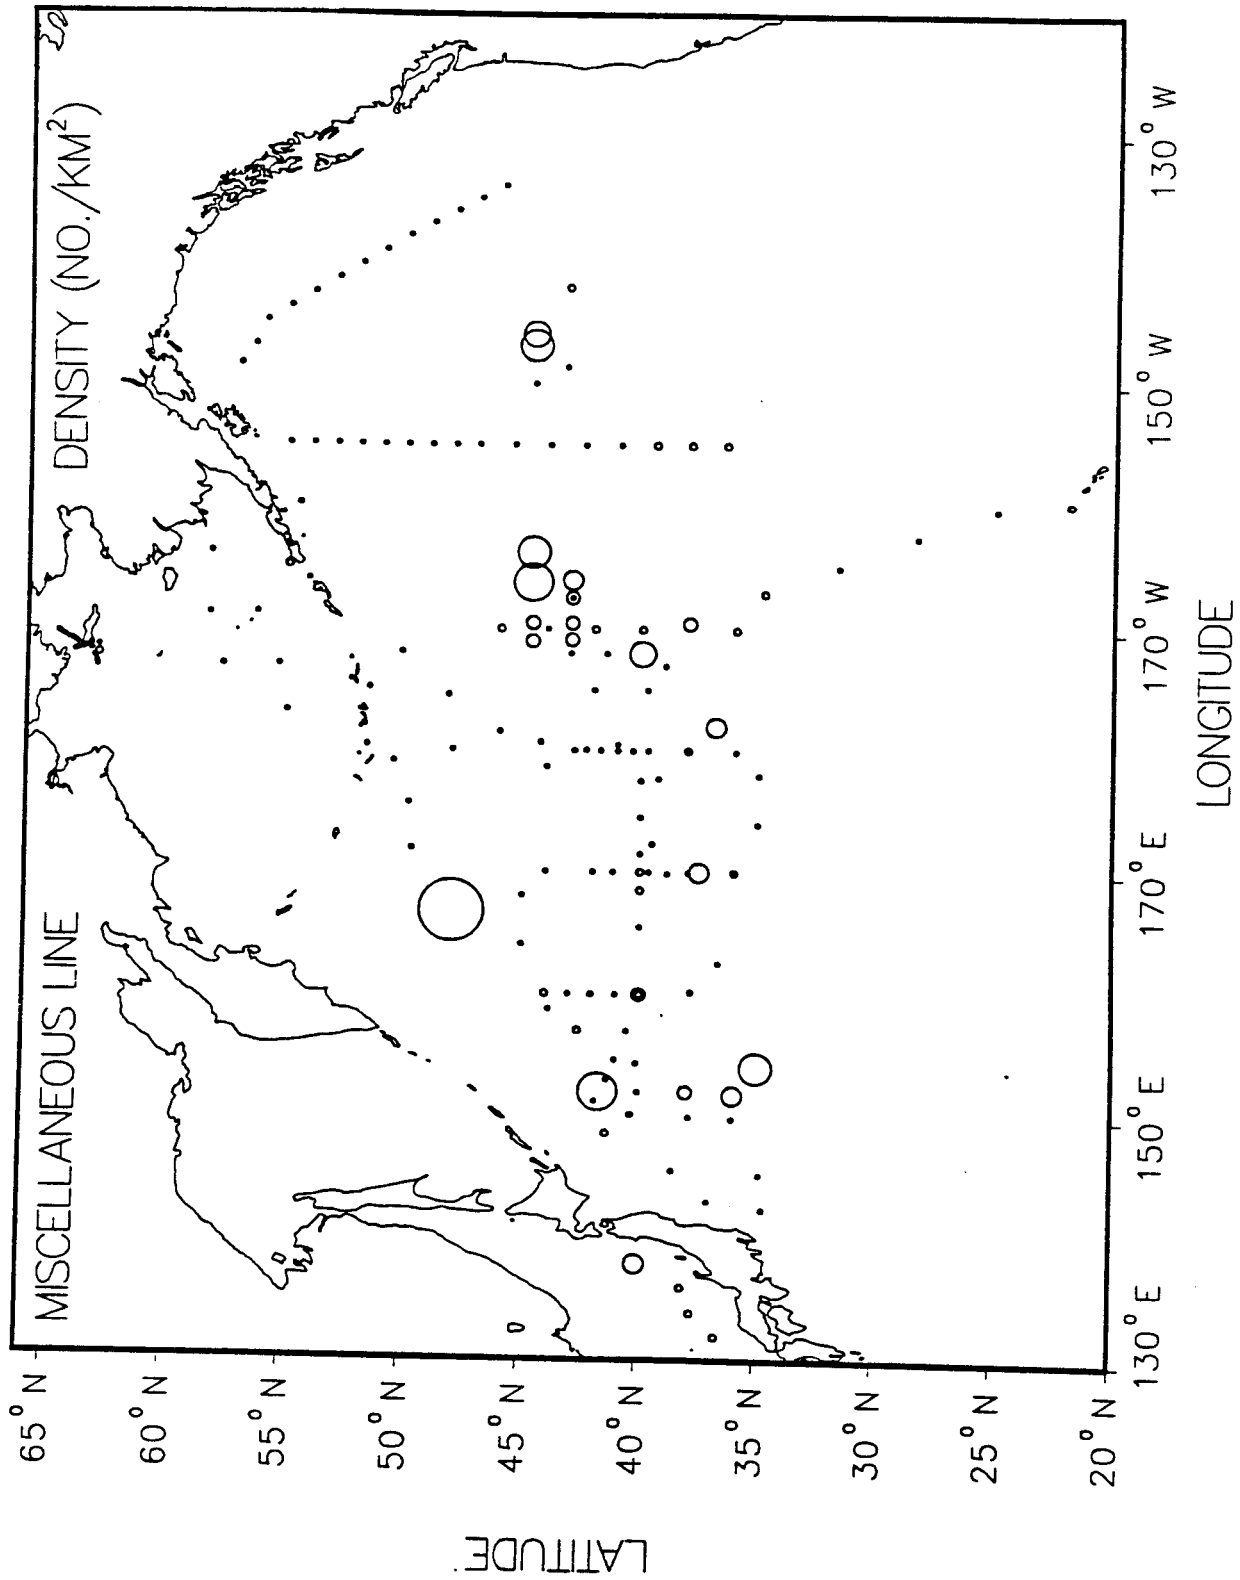 MISCELLANEOUS LINE
DENSITY (NO./KM²)
65° N
60° N
55° N
50° N
45° N
40° N
35° N
30° N
25° N
20° N
LATITUDE
130° E
150° E
170° E
170° W
150° W
130° W
LONGITUDE